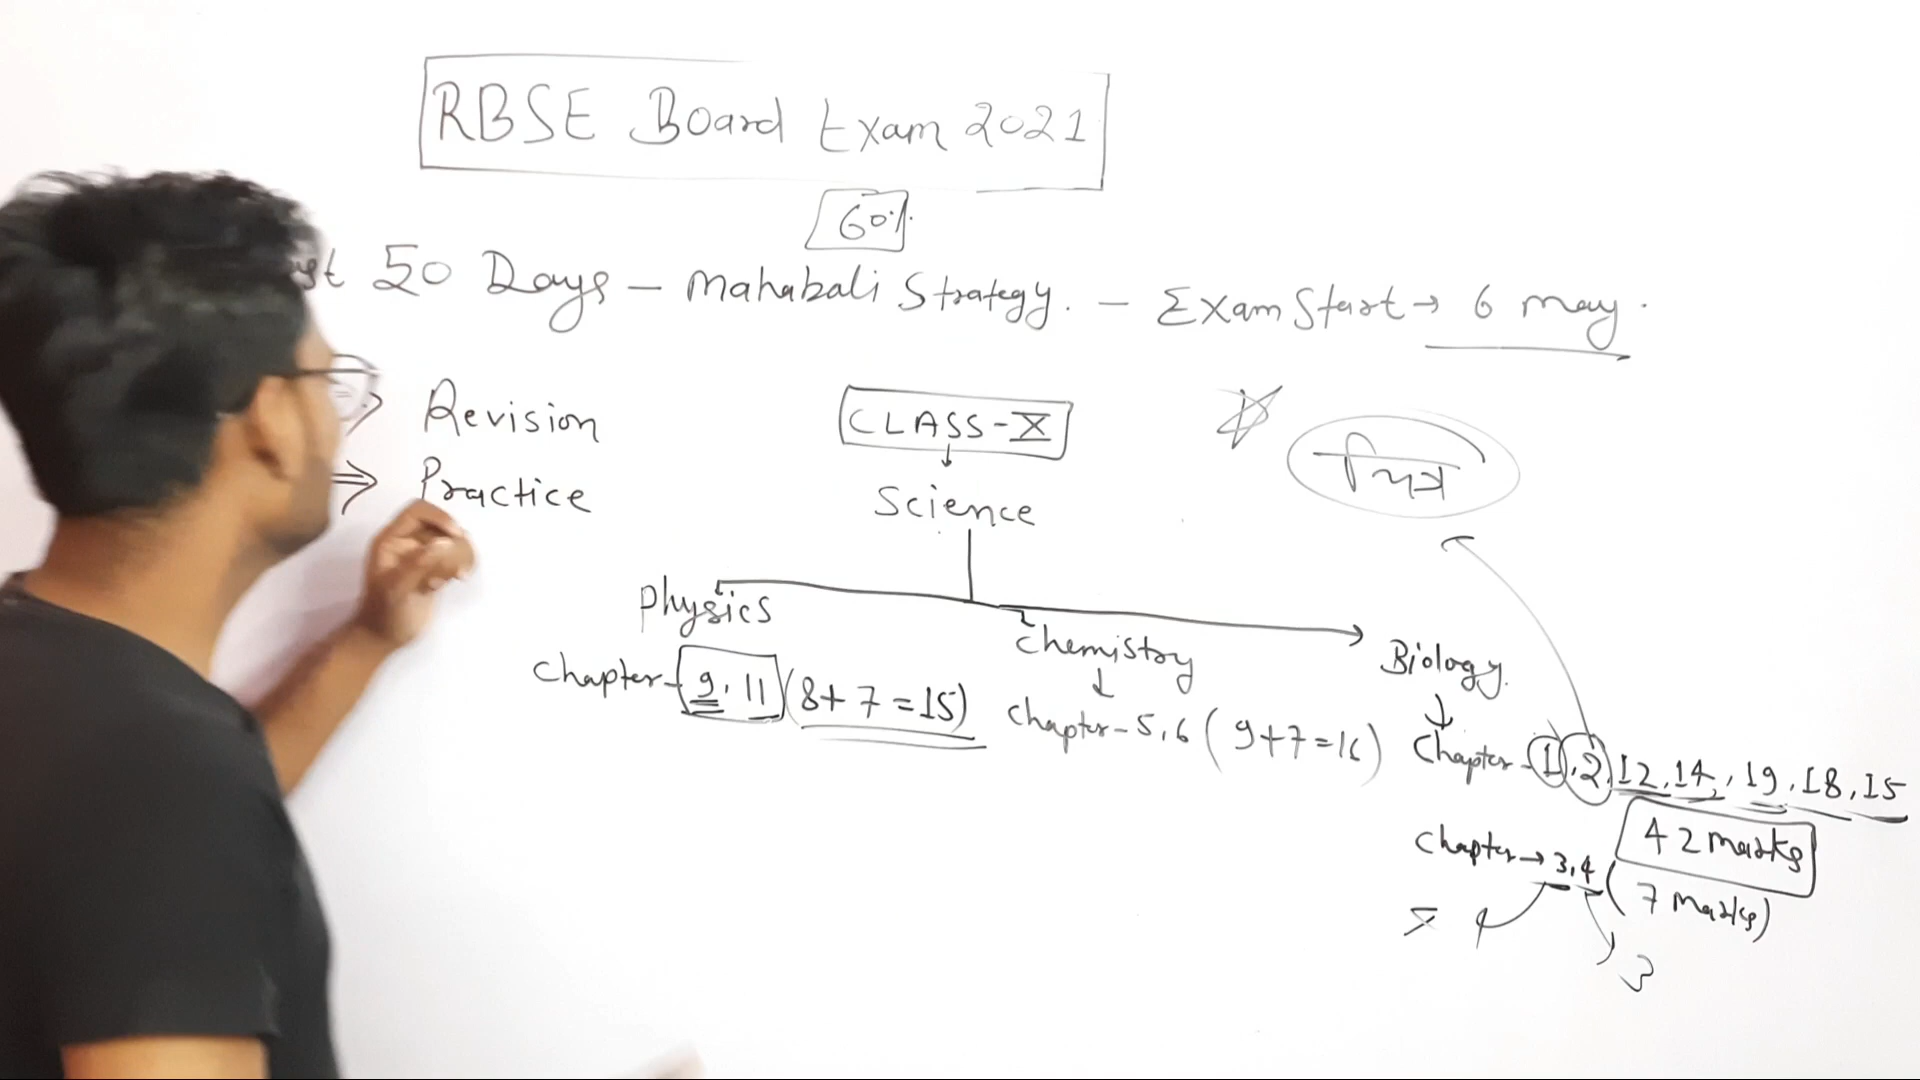 RBSE Board Exam 2021
60%
50 Days - Mahabali Strategy. - Exam Start → 6 may.
⇒ Revision
⇒ Practice
CLASS-X
↓
Science
चित्र
Physics
Chemistry
Biology
Chapter - 9, 11 (8+7=15)
Chapter - 5, 6 (9+7=16)
Chapter - 1, 2, 12, 14, 19, 18, 15
42 marks
Chapter → 3, 4 (7 marks)
4
3